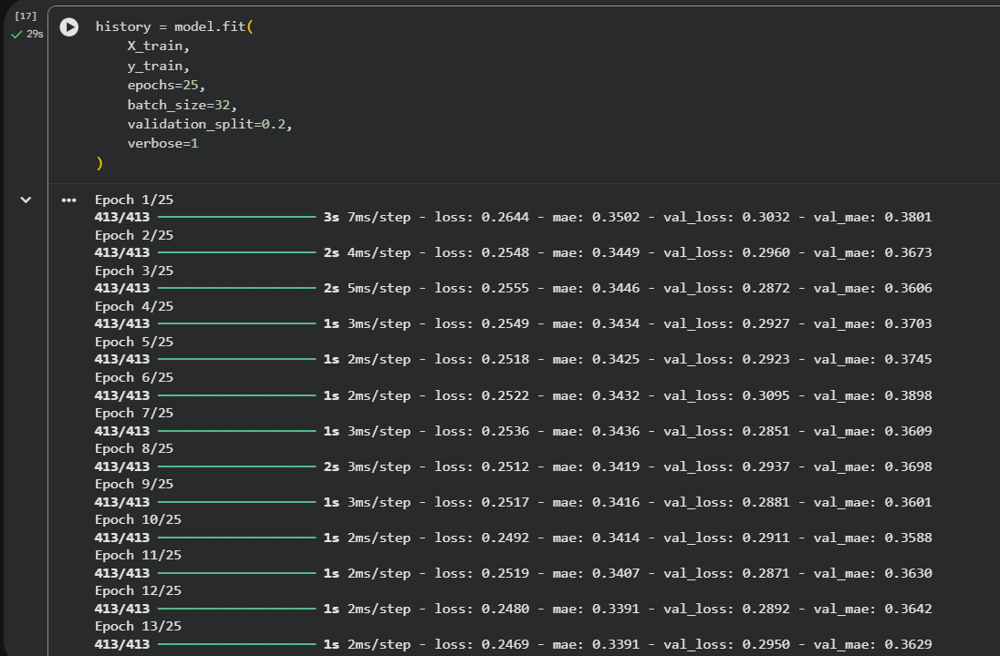 [17]
29s
history = model.fit(
    X_train,
    y_train,
    epochs=25,
    batch_size=32,
    validation_split=0.2,
    verbose=1
)
Epoch 1/25
413/413 3s 7ms/step - loss: 0.2644 - mae: 0.3502 - val_loss: 0.3032 - val_mae: 0.3801
Epoch 2/25
413/413 2s 4ms/step - loss: 0.2548 - mae: 0.3449 - val_loss: 0.2960 - val_mae: 0.3673
Epoch 3/25
413/413 2s 5ms/step - loss: 0.2555 - mae: 0.3446 - val_loss: 0.2872 - val_mae: 0.3606
Epoch 4/25
413/413 1s 3ms/step - loss: 0.2549 - mae: 0.3434 - val_loss: 0.2927 - val_mae: 0.3703
Epoch 5/25
413/413 1s 2ms/step - loss: 0.2518 - mae: 0.3425 - val_loss: 0.2923 - val_mae: 0.3745
Epoch 6/25
413/413 1s 2ms/step - loss: 0.2522 - mae: 0.3432 - val_loss: 0.3095 - val_mae: 0.3898
Epoch 7/25
413/413 1s 3ms/step - loss: 0.2536 - mae: 0.3436 - val_loss: 0.2851 - val_mae: 0.3609
Epoch 8/25
413/413 2s 3ms/step - loss: 0.2512 - mae: 0.3419 - val_loss: 0.2937 - val_mae: 0.3698
Epoch 9/25
413/413 1s 3ms/step - loss: 0.2517 - mae: 0.3416 - val_loss: 0.2881 - val_mae: 0.3601
Epoch 10/25
413/413 1s 2ms/step - loss: 0.2492 - mae: 0.3414 - val_loss: 0.2911 - val_mae: 0.3588
Epoch 11/25
413/413 1s 2ms/step - loss: 0.2519 - mae: 0.3407 - val_loss: 0.2871 - val_mae: 0.3630
Epoch 12/25
413/413 1s 2ms/step - loss: 0.2480 - mae: 0.3391 - val_loss: 0.2892 - val_mae: 0.3642
Epoch 13/25
413/413 1s 2ms/step - loss: 0.2469 - mae: 0.3391 - val_loss: 0.2950 - val_mae: 0.3629